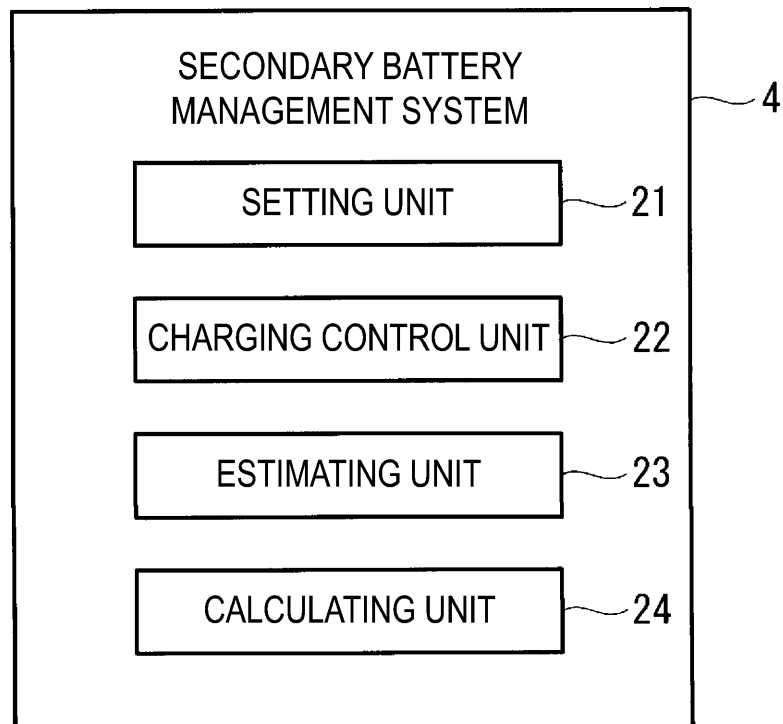 SECONDARY BATTERY
MANAGEMENT SYSTEM
4
SETTING UNIT
21
CHARGING CONTROL UNIT
22
ESTIMATING UNIT
23
CALCULATING UNIT
24